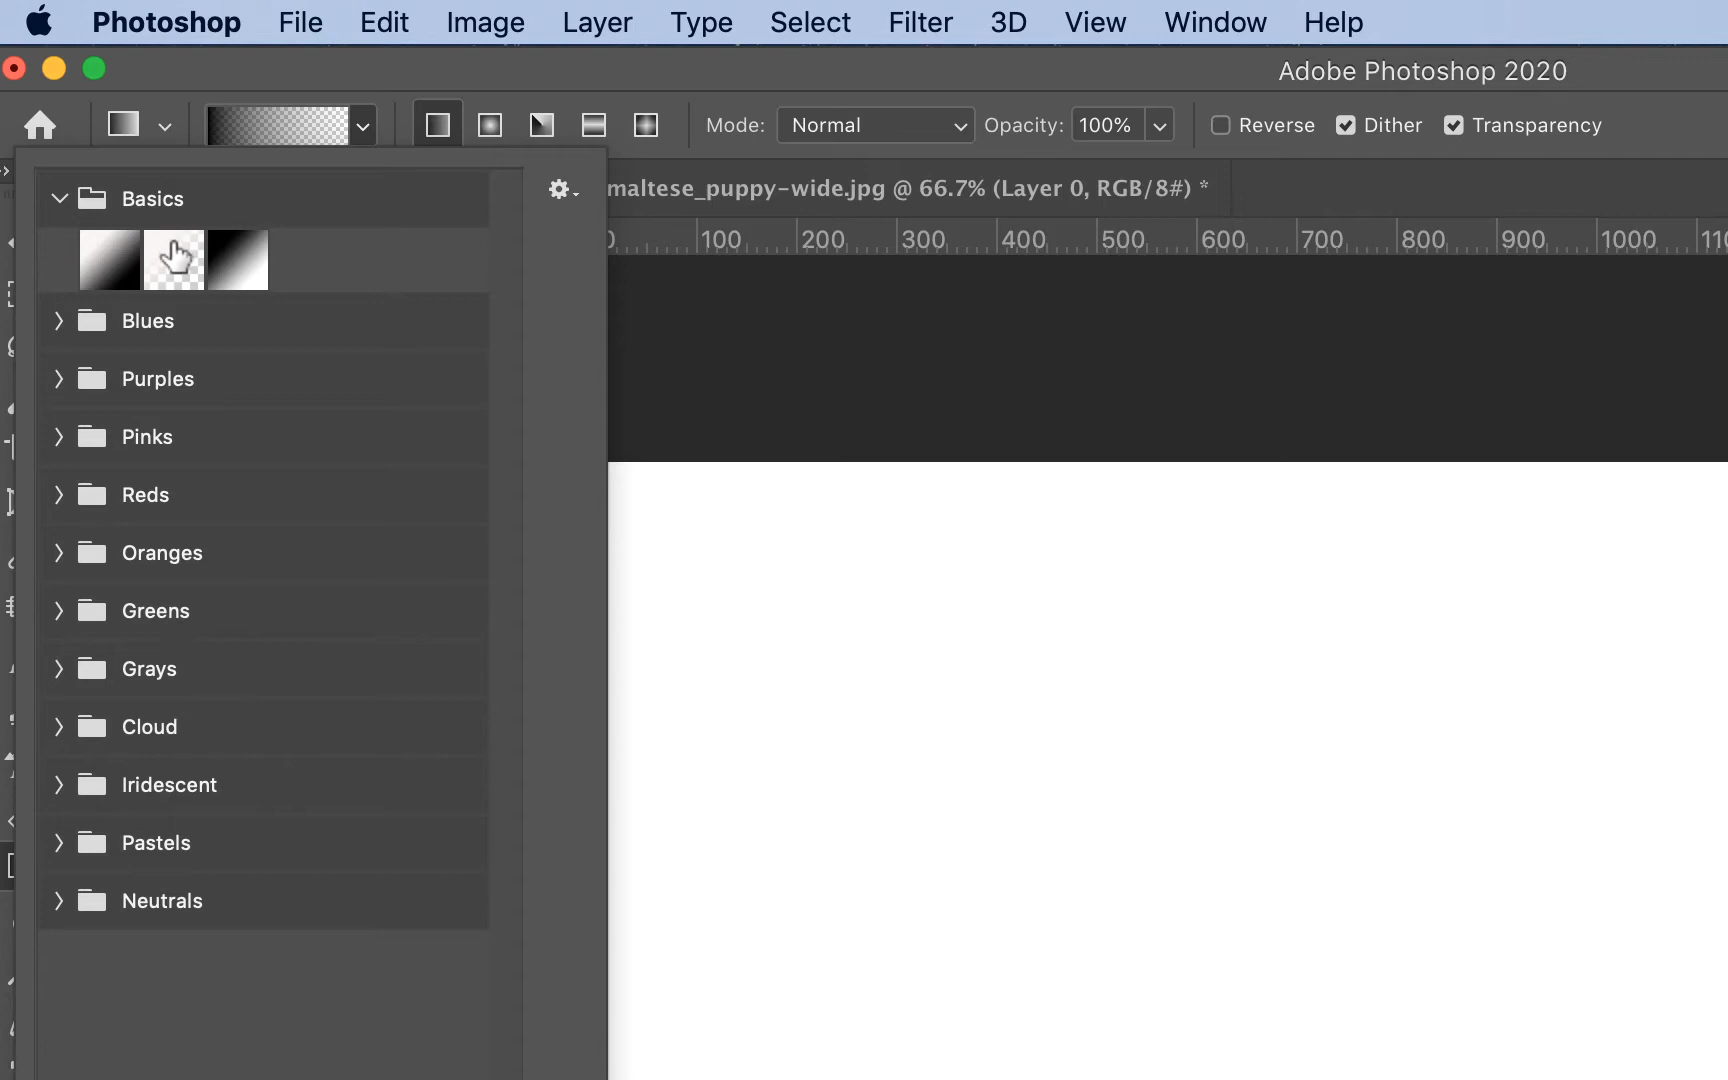 Photoshop File Edit Image Layer Type Select Filter 3D View Window Help
Adobe Photoshop 2020
Mode: Normal Opacity: 100% Reverse Dither Transparency
maltese_puppy-wide.jpg @ 66.7% (Layer 0, RGB/8#) *
100 200 300 400 500 600 700 800 900 1000
Basics
Blues
Purples
Pinks
Reds
Oranges
Greens
Grays
Cloud
Iridescent
Pastels
Neutrals